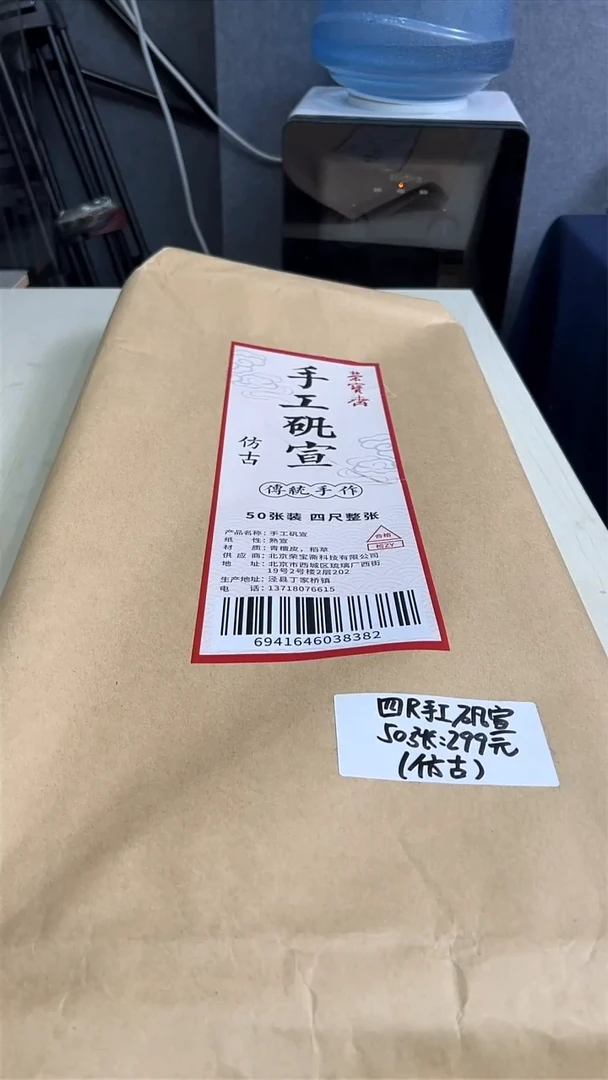 荣宝斋
手工矾宣
仿古
傳統手作
50张装 四尺整张
产品名称：手工矾宣
纸 性：熟宣
材 质：青檀皮，稻草
供 应 商：北京荣宝斋科技有限公司
地 址：北京市西城区琉璃厂西街
19号2号楼2层202
生产地址：泾县丁家桥镇
电 话：13718076615
合格
检ZY
6941646038382
四尺手工矾宣
50张:299元
(仿古)